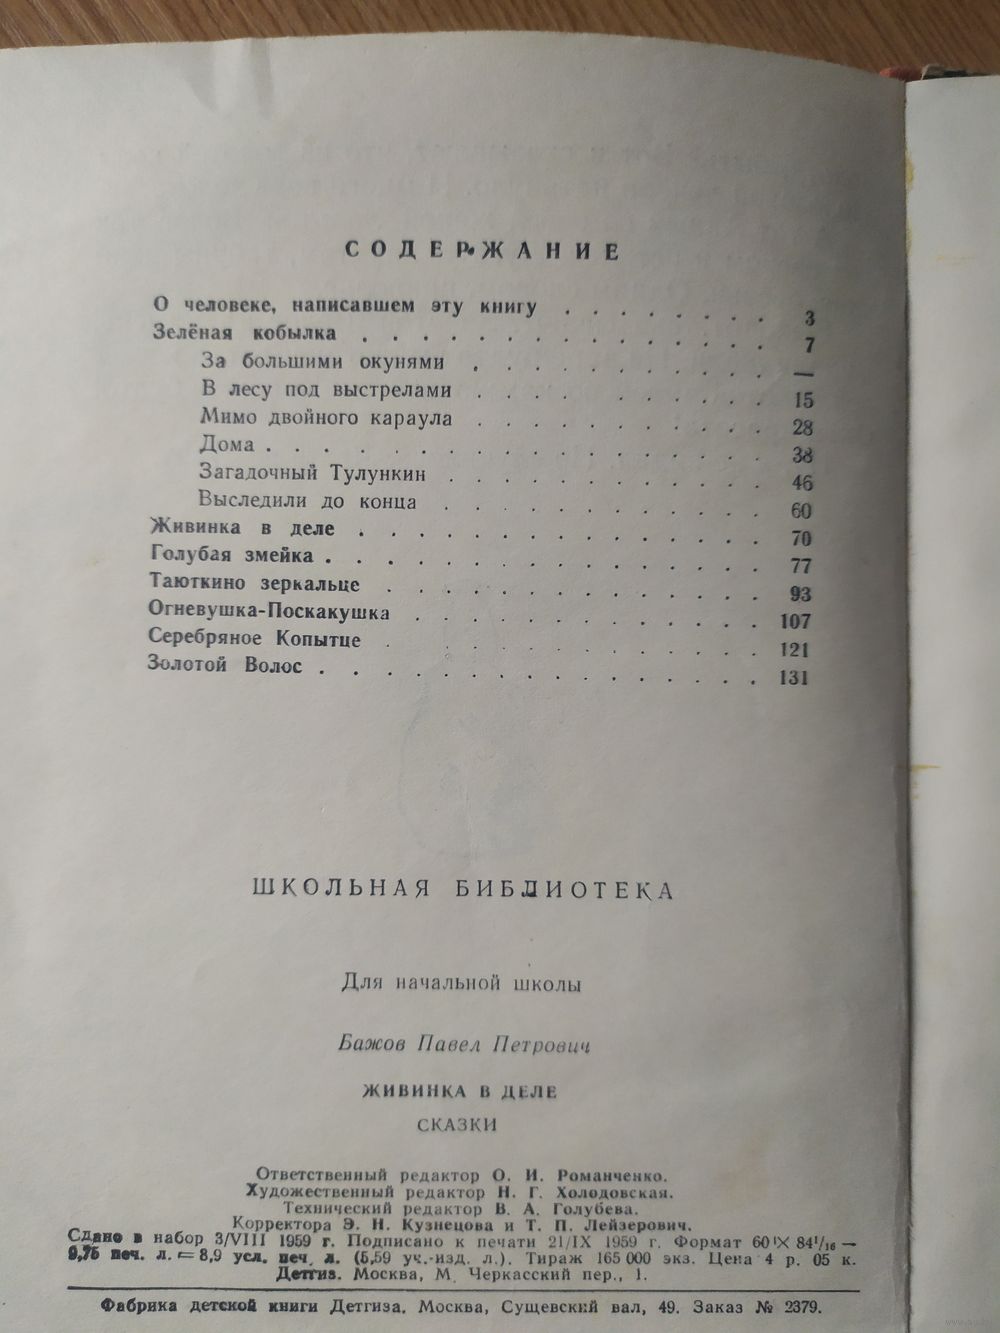 СОДЕРЖАНИЕ
О человеке, написавшем эту книгу . . . . . . . . 3
Зелёная кобылка . . . . . . . . . . . . . . 7
За большими окунями . . . . . . . . . . —
В лесу под выстрелами . . . . . . . . . 15
Мимо двойного караула . . . . . . . . . . 28
Дома . . . . . . . . . . . . . . . . . 38
Загадочный Тулункин . . . . . . . . . . . 46
Выследили до конца . . . . . . . . . . . 60
Живинка в деле . . . . . . . . . . . . . . 70
Голубая змейка . . . . . . . . . . . . . . . 77
Таюткино зеркальце . . . . . . . . . . . . . 93
Огневушка-Поскакушка . . . . . . . . . . . . 107
Серебряное Копытце . . . . . . . . . . . . 121
Золотой Волос . . . . . . . . . . . . . . . 131
ШКОЛЬНАЯ БИБЛИОТЕКА
Для начальной школы
Бажов Павел Петрович
ЖИВИНКА В ДЕЛЕ
СКАЗКИ
Ответственный редактор О. И. Романченко.
Художественный редактор Н. Г. Холодовская.
Технический редактор В. А. Голубева.
Корректора Э. Н. Кузнецова и Т. П. Лейзерович.
Сдано в набор 3/VIII 1959 г. Подписано к печати 21/IX 1959 г. Формат 60 × 84¹/₁₆ —
9,75 печ. л. = 8,9 усл. печ. л. (5,59 уч.-изд. л.). Тираж 165 000 экз. Цена 4 р. 05 к.
Детгиз. Москва, М. Черкасский пер., 1.
Фабрика детской книги Детгиза. Москва, Сущевский вал, 49. Заказ № 2379.